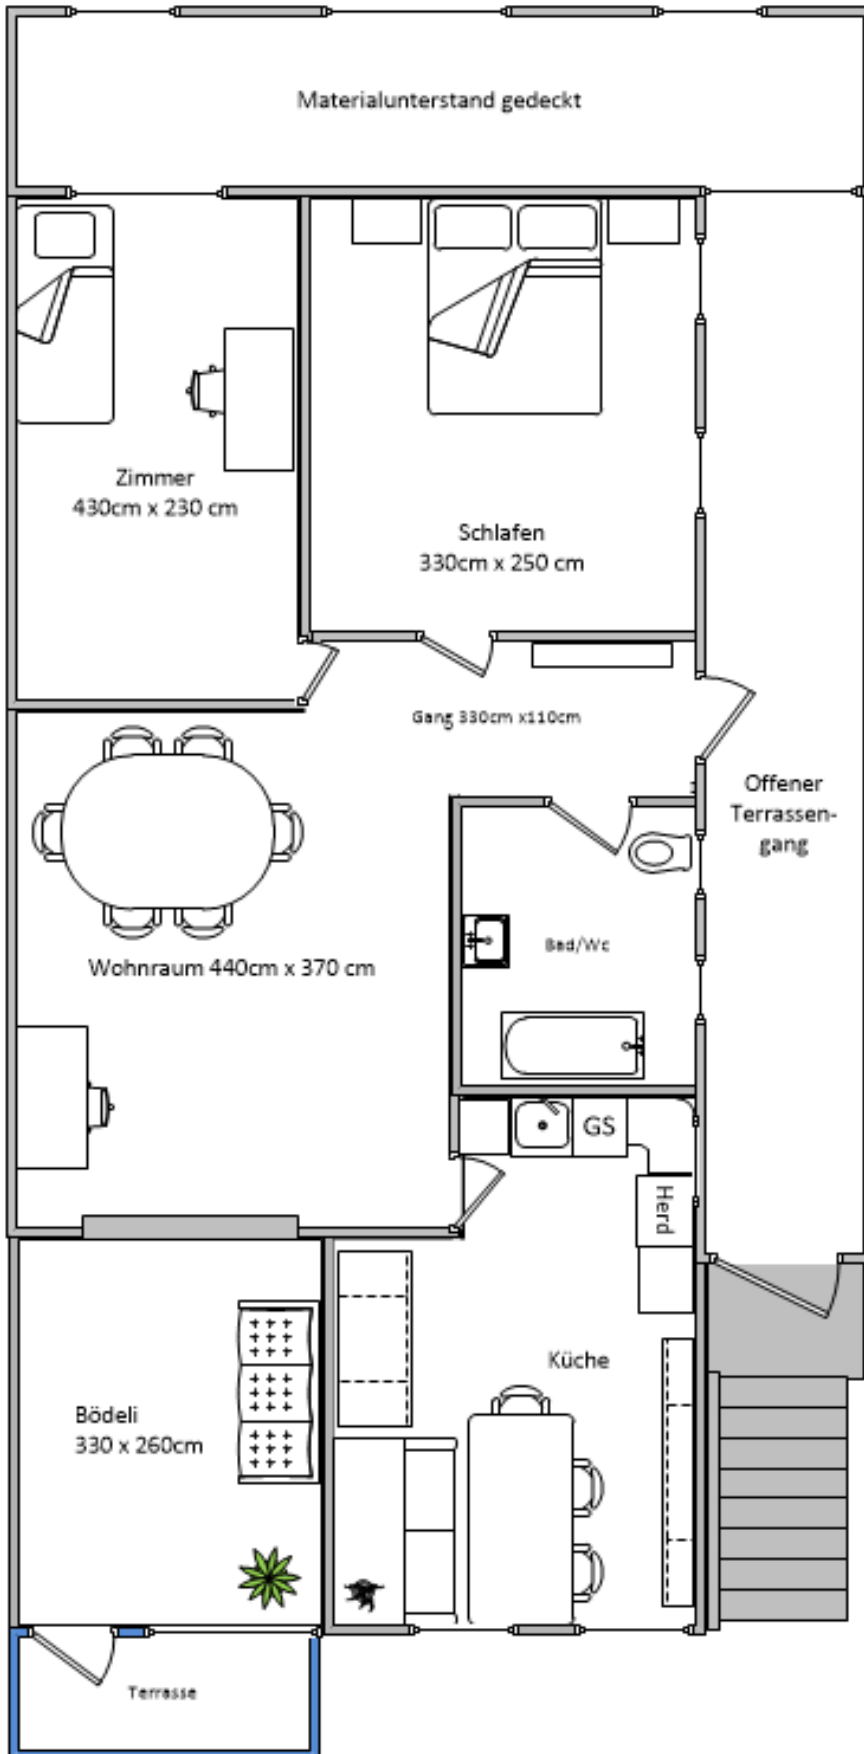 Materialunterstand gedeckt
Zimmer
430cm x 230 cm
Schlafen
330cm x 250 cm
Gang 330cm x110cm
Offener
Terrassen-
gang
Wohnraum 440cm x 370 cm
Bad/Wc
GS
Herd
Küche
Bödeli
330 x 260cm
Terrasse